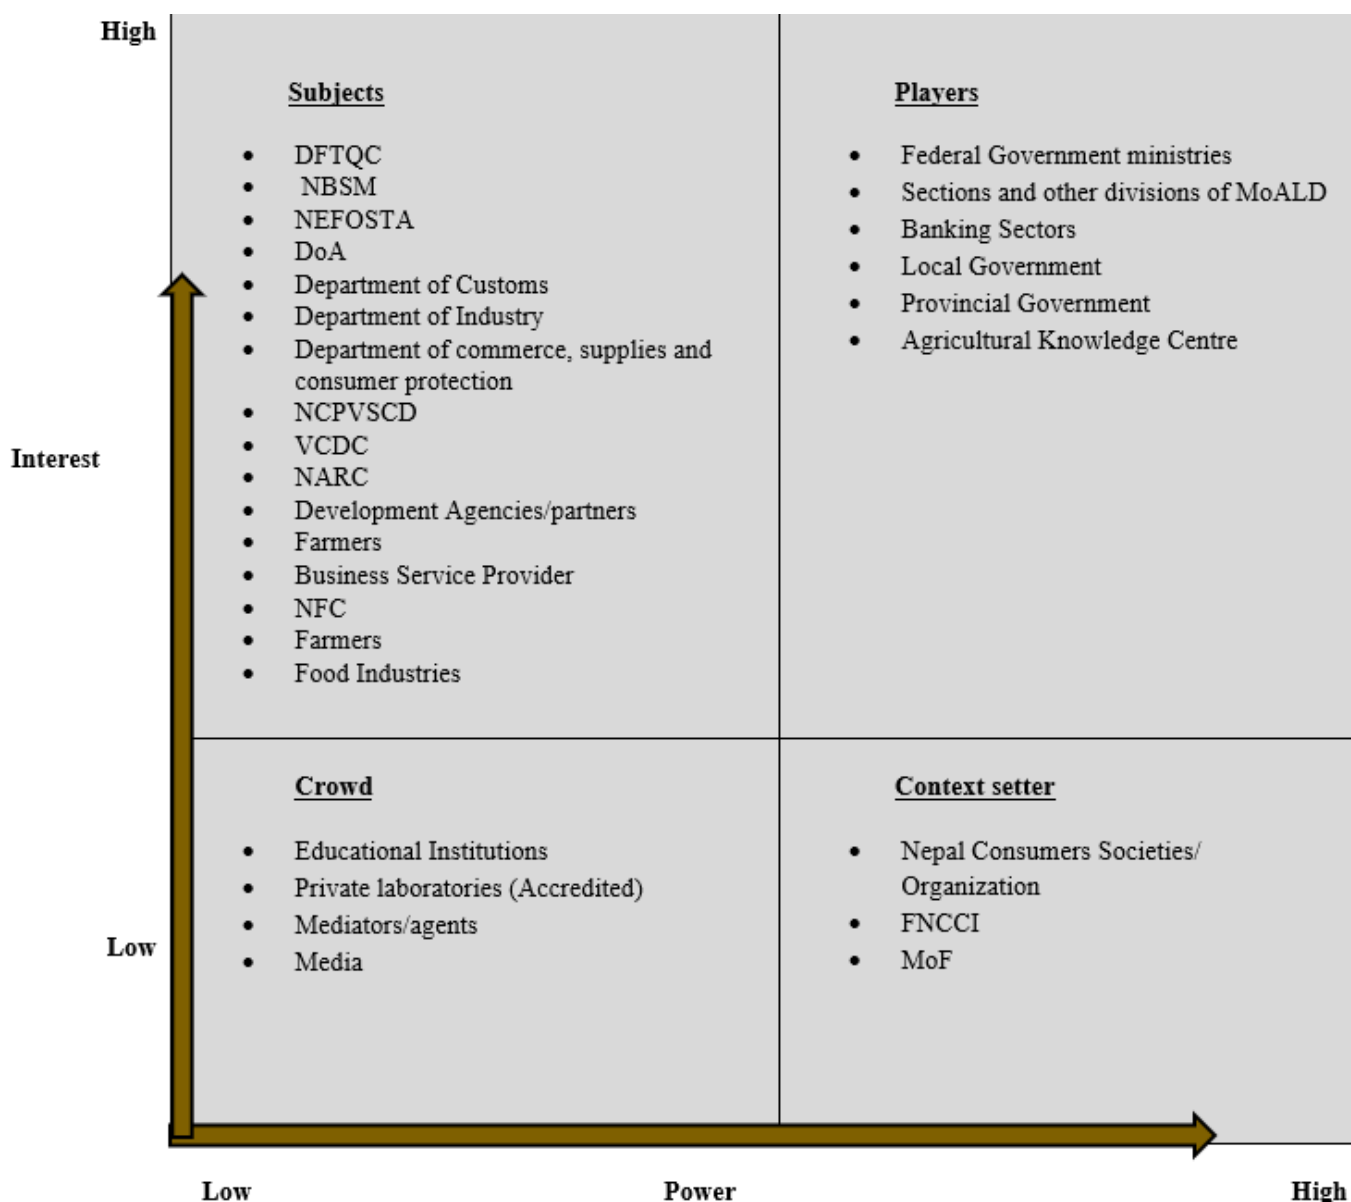 High
Subjects
• DFTQC
• NBSM
• NEFOSTA
• DoA
• Department of Customs
• Department of Industry
• Department of commerce, supplies and
consumer protection
• NCPVSCD
• VCDC
• NARC
• Development Agencies/partners
• Farmers
• Business Service Provider
• NFC
• Farmers
• Food Industries
Players
• Federal Government ministries
• Sections and other divisions of MoALD
• Banking Sectors
• Local Government
• Provincial Government
• Agricultural Knowledge Centre
Interest
Crowd
• Educational Institutions
• Private laboratories (Accredited)
• Mediators/agents
• Media
Context setter
• Nepal Consumers Societies/
Organization
• FNCCI
• MoF
Low
Low
Power
High